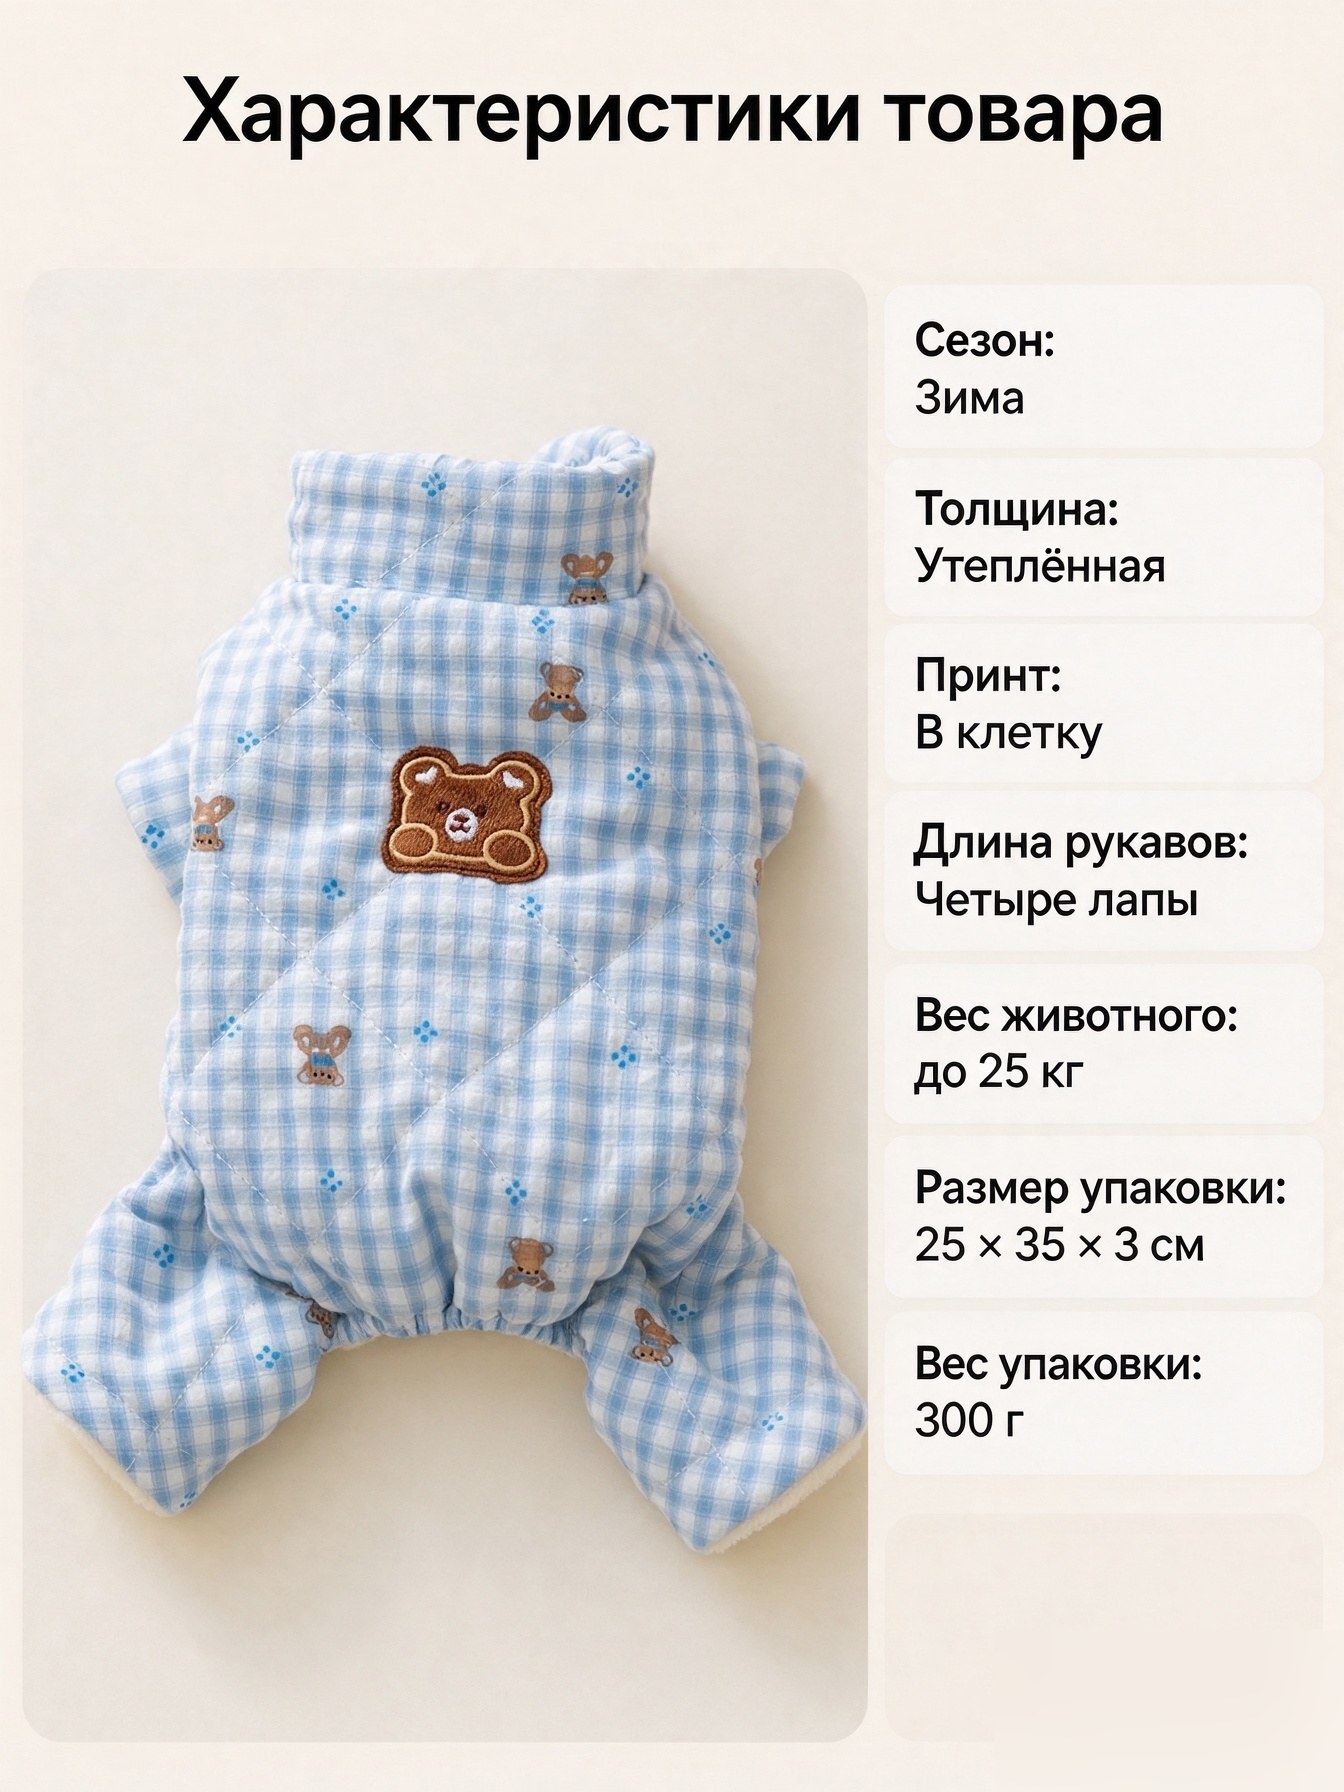 Характеристики товара
Сезон:
Зима
Толщина:
Утеплённая
Принт:
В клетку
Длина рукавов:
Четыре лапы
Вес животного:
до 25 кг
Размер упаковки:
25 × 35 × 3 см
Вес упаковки:
300 г